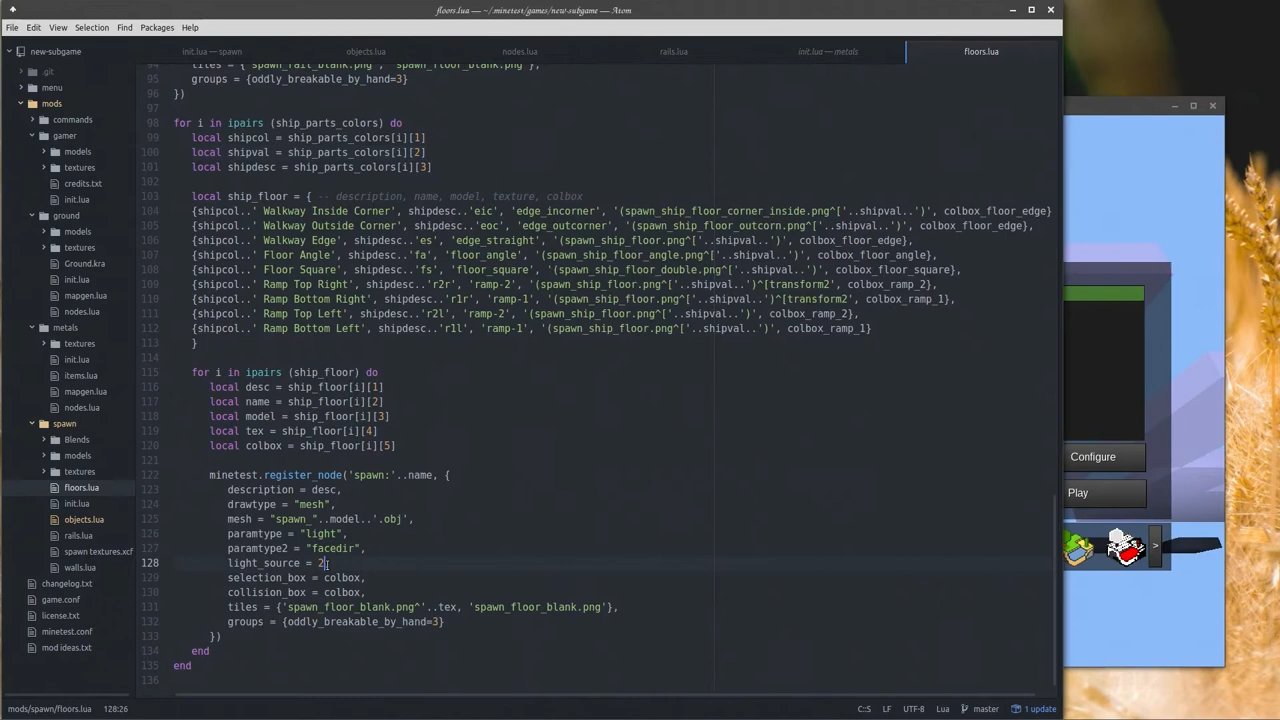 floors.lua — ~/.minetest/games/new-subgame — Atom
File Edit View Selection Find Packages Help
new-subgame
.git
menu
mods
commands
gamer
models
textures
credits.txt
init.lua
ground
models
textures
Ground.kra
init.lua
mapgen.lua
nodes.lua
metals
textures
init.lua
items.lua
mapgen.lua
nodes.lua
spawn
Blends
models
textures
floors.lua
init.lua
objects.lua
rails.lua
spawn textures.xcf
walls.lua
changelog.txt
game.conf
license.txt
minetest.conf
mod ideas.txt
init.lua — spawn objects.lua nodes.lua rails.lua init.lua — metals floors.lua
94 tiles = {'spawn_rail_blank.png', 'spawn_floor_blank.png'},
95 groups = {oddly_breakable_by_hand=3}
96 })
97
98 for i in ipairs (ship_parts_colors) do
99 local shipcol = ship_parts_colors[i][1]
100 local shipval = ship_parts_colors[i][2]
101 local shipdesc = ship_parts_colors[i][3]
102
103 local ship_floor = { -- description, name, model, texture, colbox
104 {shipcol..' Walkway Inside Corner', shipdesc..'eic', 'edge_incorner', '(spawn_ship_floor_corner_inside.png^['..shipval..')', colbox_floor_edge}
105 {shipcol..' Walkway Outside Corner', shipdesc..'eoc', 'edge_outcorner', '(spawn_ship_floor_outcorn.png^['..shipval..')', colbox_floor_edge},
106 {shipcol..' Walkway Edge', shipdesc..'es', 'edge_straight', '(spawn_ship_floor.png^['..shipval..')', colbox_floor_edge},
107 {shipcol..' Floor Angle', shipdesc..'fa', 'floor_angle', '(spawn_ship_floor_angle.png^['..shipval..')', colbox_floor_angle},
108 {shipcol..' Floor Square', shipdesc..'fs', 'floor_square', '(spawn_ship_floor_double.png^['..shipval..')', colbox_floor_square},
109 {shipcol..' Ramp Top Right', shipdesc..'r2r', 'ramp-2', '(spawn_ship_floor.png^['..shipval..')^[transform2', colbox_ramp_2},
110 {shipcol..' Ramp Bottom Right', shipdesc..'r1r', 'ramp-1', '(spawn_ship_floor.png^['..shipval..')^[transform2', colbox_ramp_1},
111 {shipcol..' Ramp Top Left', shipdesc..'r2l', 'ramp-2', '(spawn_ship_floor.png^['..shipval..')', colbox_ramp_2},
112 {shipcol..' Ramp Bottom Left', shipdesc..'r1l', 'ramp-1', '(spawn_ship_floor.png^['..shipval..')', colbox_ramp_1}
113 }
114
115 for i in ipairs (ship_floor) do
116 local desc = ship_floor[i][1]
117 local name = ship_floor[i][2]
118 local model = ship_floor[i][3]
119 local tex = ship_floor[i][4]
120 local colbox = ship_floor[i][5]
121
122 minetest.register_node('spawn:'..name, {
123 description = desc,
124 drawtype = "mesh",
125 mesh = "spawn_"..model..'.obj',
126 paramtype = "light",
127 paramtype2 = "facedir",
128 light_source = 2
129 selection_box = colbox,
130 collision_box = colbox,
131 tiles = {'spawn_floor_blank.png^'..tex, 'spawn_floor_blank.png'},
132 groups = {oddly_breakable_by_hand=3}
133 })
134 end
135 end
136
Configure
Play
>
mods/spawn/floors.lua 128:26 C::S LF UTF-8 Lua master 1 update